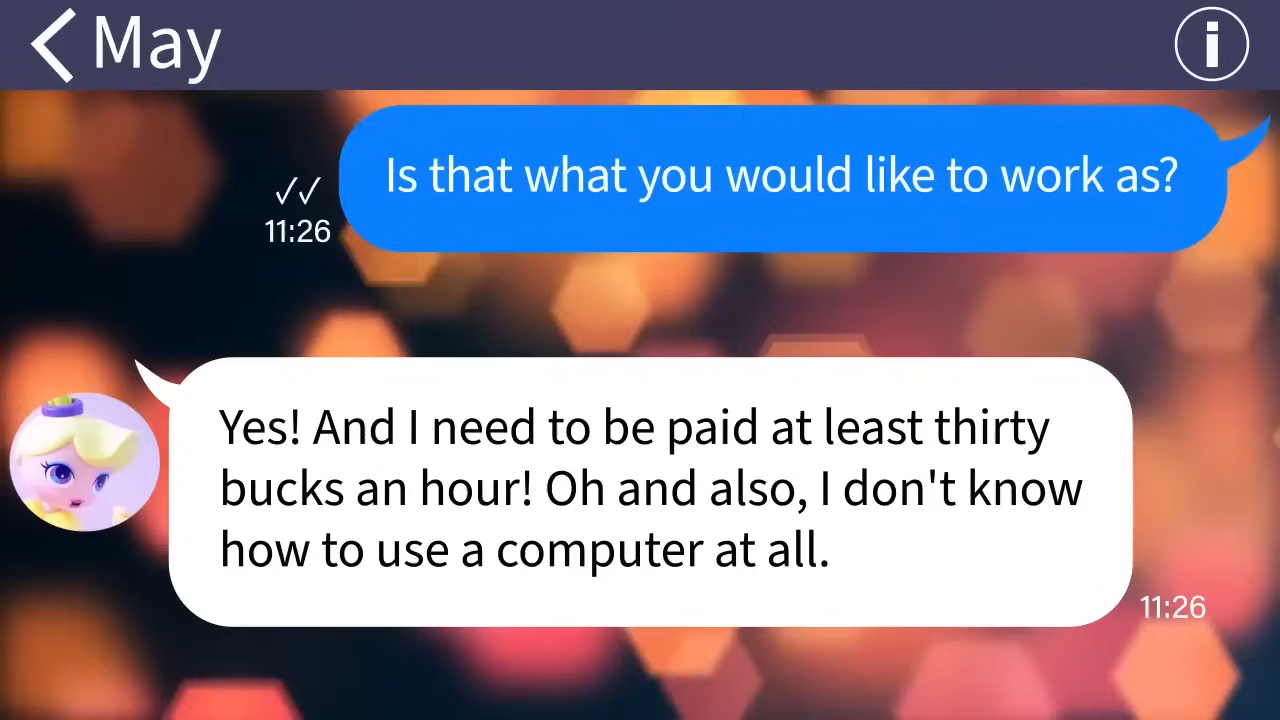 May
i
Is that what you would like to work as?
✓✓
11:26
Yes! And I need to be paid at least thirty
bucks an hour! Oh and also, I don't know
how to use a computer at all.
11:26